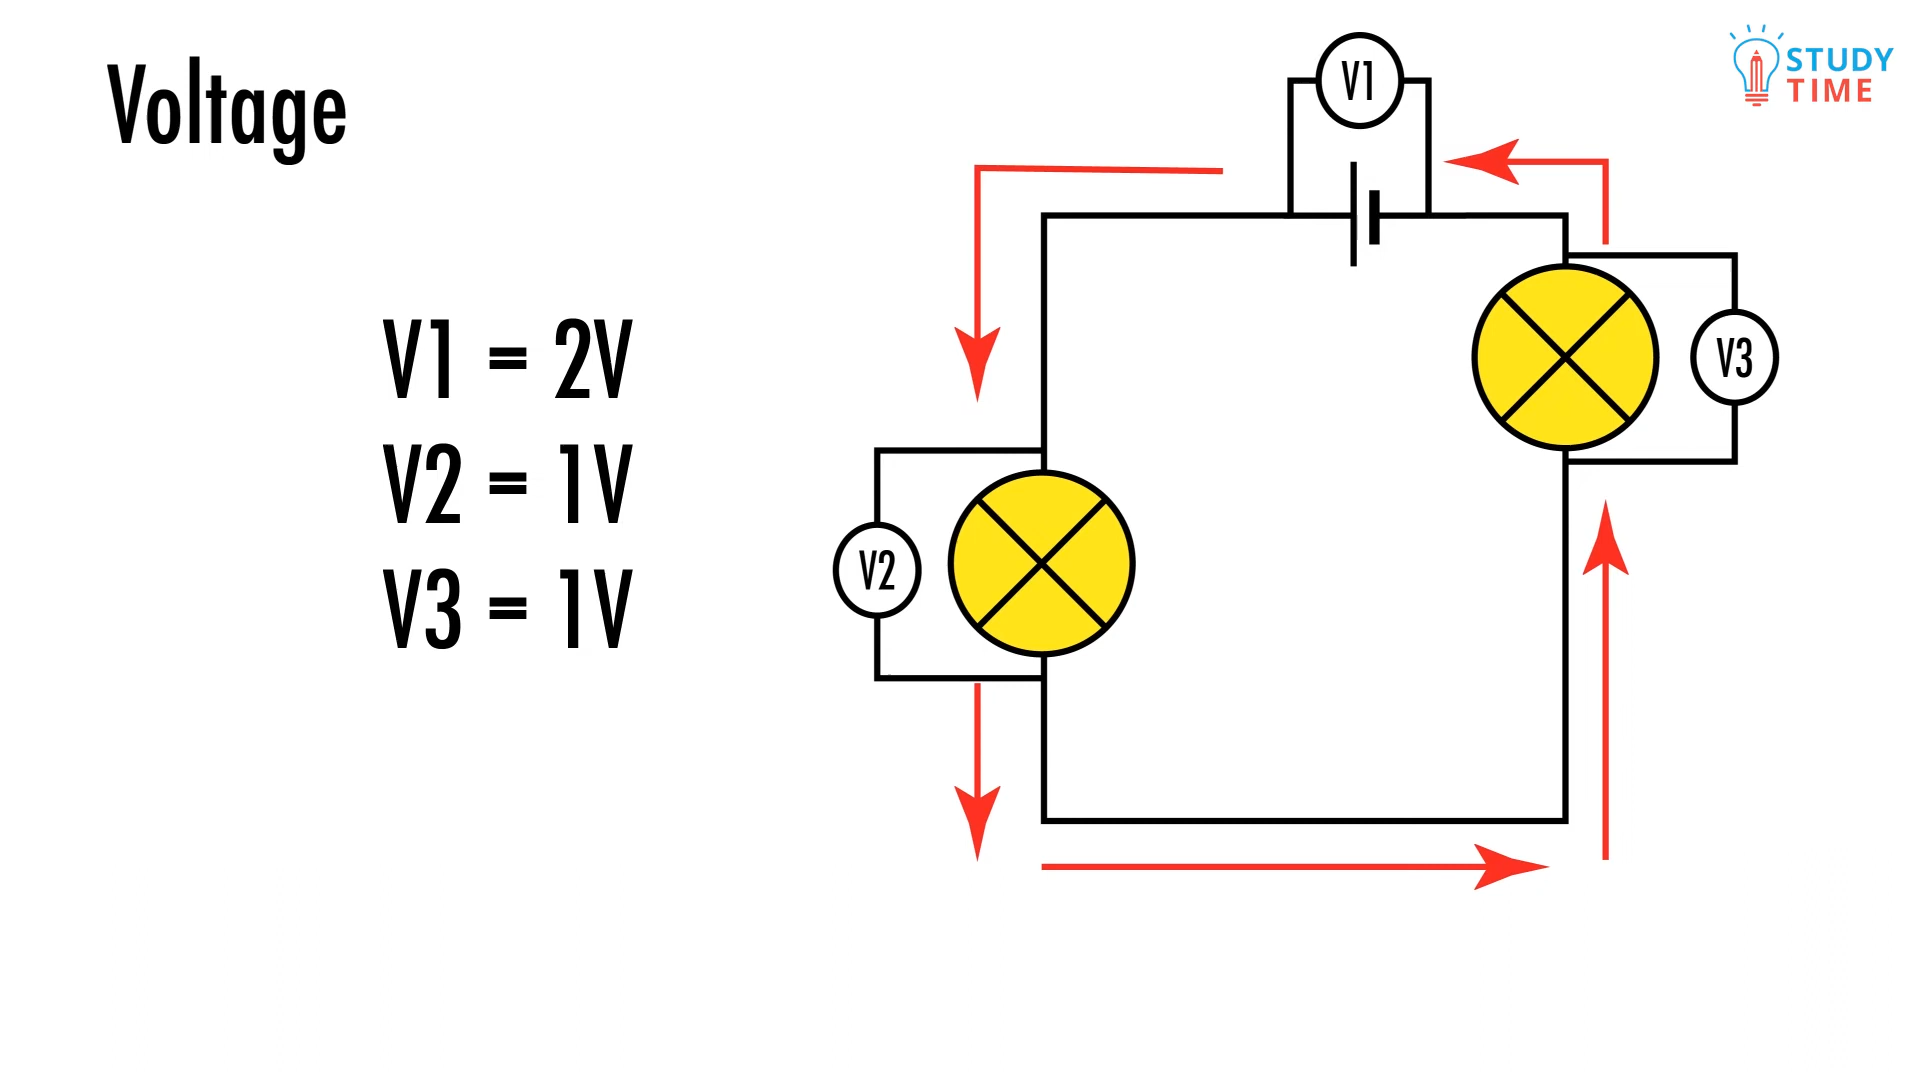 Voltage
STUDY
TIME
V1
V1 = 2V
V2 = 1V
V3 = 1V
V3
V2